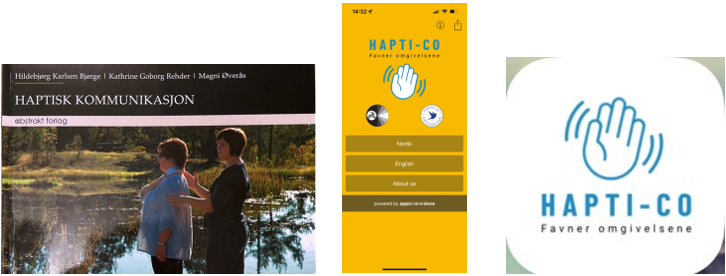 Hildebjørg Karlsen Bjørge | Kathrine Goborg Rehder | Magni Øverås
HAPTISK KOMMUNIKASJON
abstrakt forlag
14:32
HAPTI-CO
Favner omgivelsene
Norsk
English
About us
powered by appsmakerstore
HAPTI-CO
Favner omgivelsene